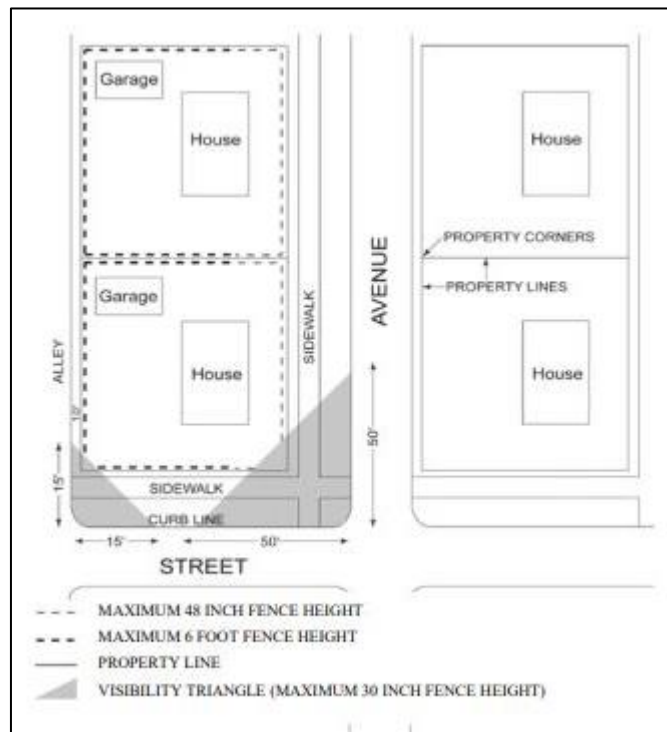 Garage
House
House
PROPERTY CORNERS
AVENUE
PROPERTY LINES
Garage
SIDEWALK
House
House
ALLEY
10'
50'
15'
SIDEWALK
CURB LINE
15'
50'
STREET
MAXIMUM 48 INCH FENCE HEIGHT
MAXIMUM 6 FOOT FENCE HEIGHT
PROPERTY LINE
VISIBILITY TRIANGLE (MAXIMUM 30 INCH FENCE HEIGHT)